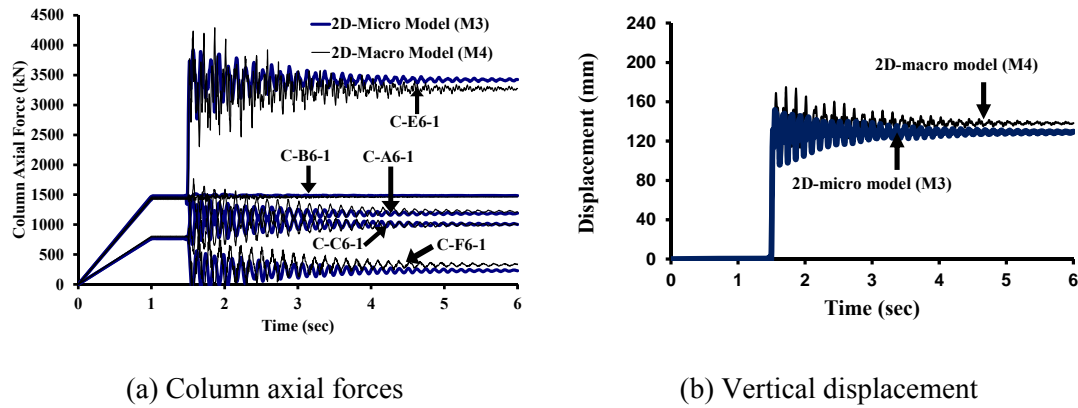 4500
4000
3500
3000
2500
2000
1500
1000
500
0
Column Axial Force (kN)
2D-Micro Model (M3)
2D-Macro Model (M4)
C-E6-1
C-B6-1
C-A6-1
C-C6-1
C-F6-1
0 1 2 3 4 5 6
Time (sec)
(a) Column axial forces
200
160
120
80
40
0
Displacement (mm)
2D-macro model (M4)
2D-micro model (M3)
0 1 2 3 4 5 6
Time (sec)
(b) Vertical displacement